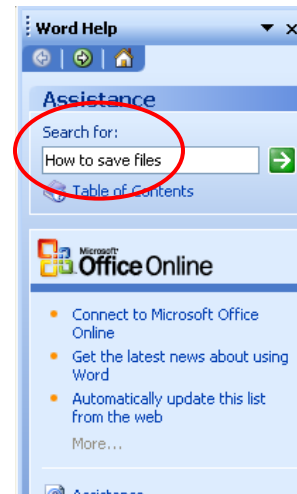 Word Help
Assistance
Search for:
How to save files
Table of Contents
Microsoft
Office Online
Connect to Microsoft Office
Online
Get the latest news about using
Word
Automatically update this list
from the web
More...
Assistance